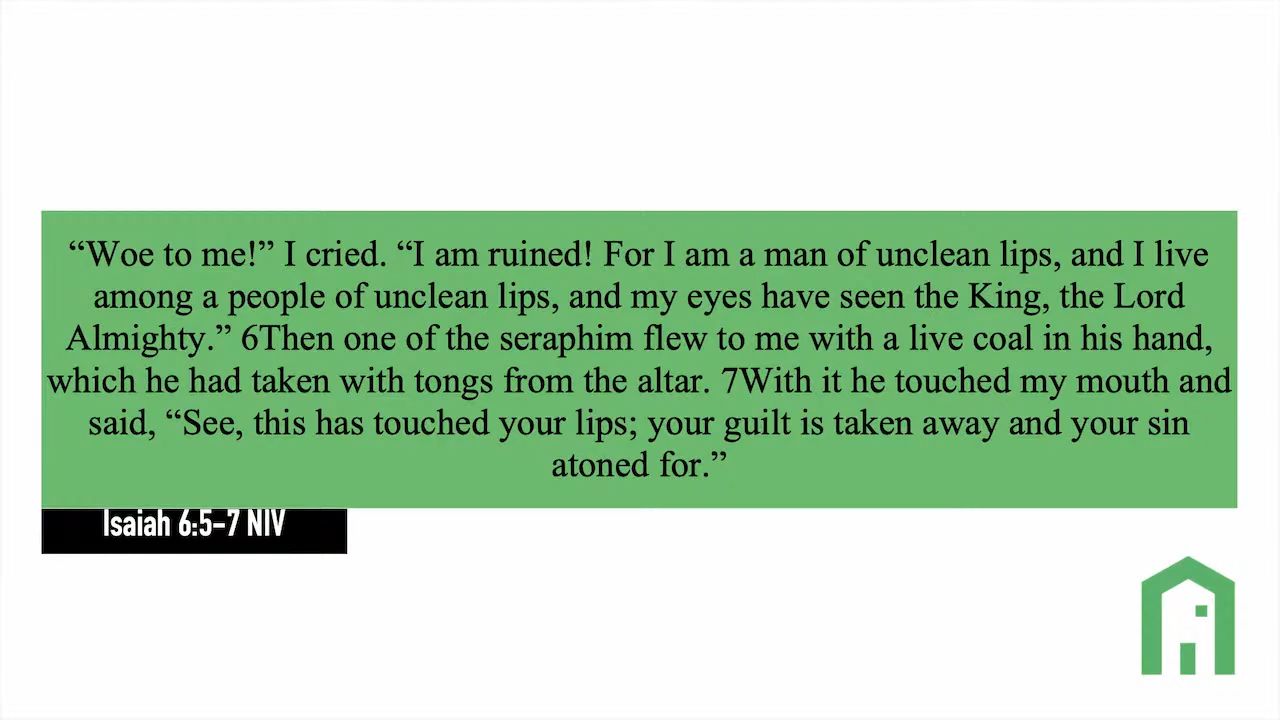 “Woe to me!” I cried. “I am ruined! For I am a man of unclean lips, and I live
among a people of unclean lips, and my eyes have seen the King, the Lord
Almighty.” 6Then one of the seraphim flew to me with a live coal in his hand,
which he had taken with tongs from the altar. 7With it he touched my mouth and
said, “See, this has touched your lips; your guilt is taken away and your sin
atoned for.”
Isaiah 6:5-7 NIV